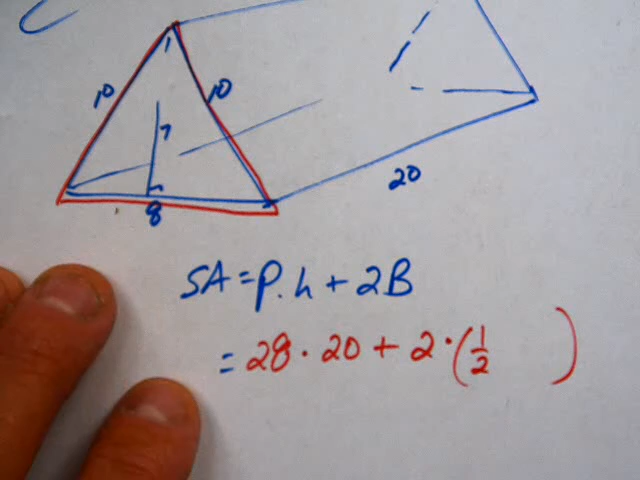 10
10
7
8
20
SA = P.h + 2B
= 28 · 20 + 2 · (1/2 )